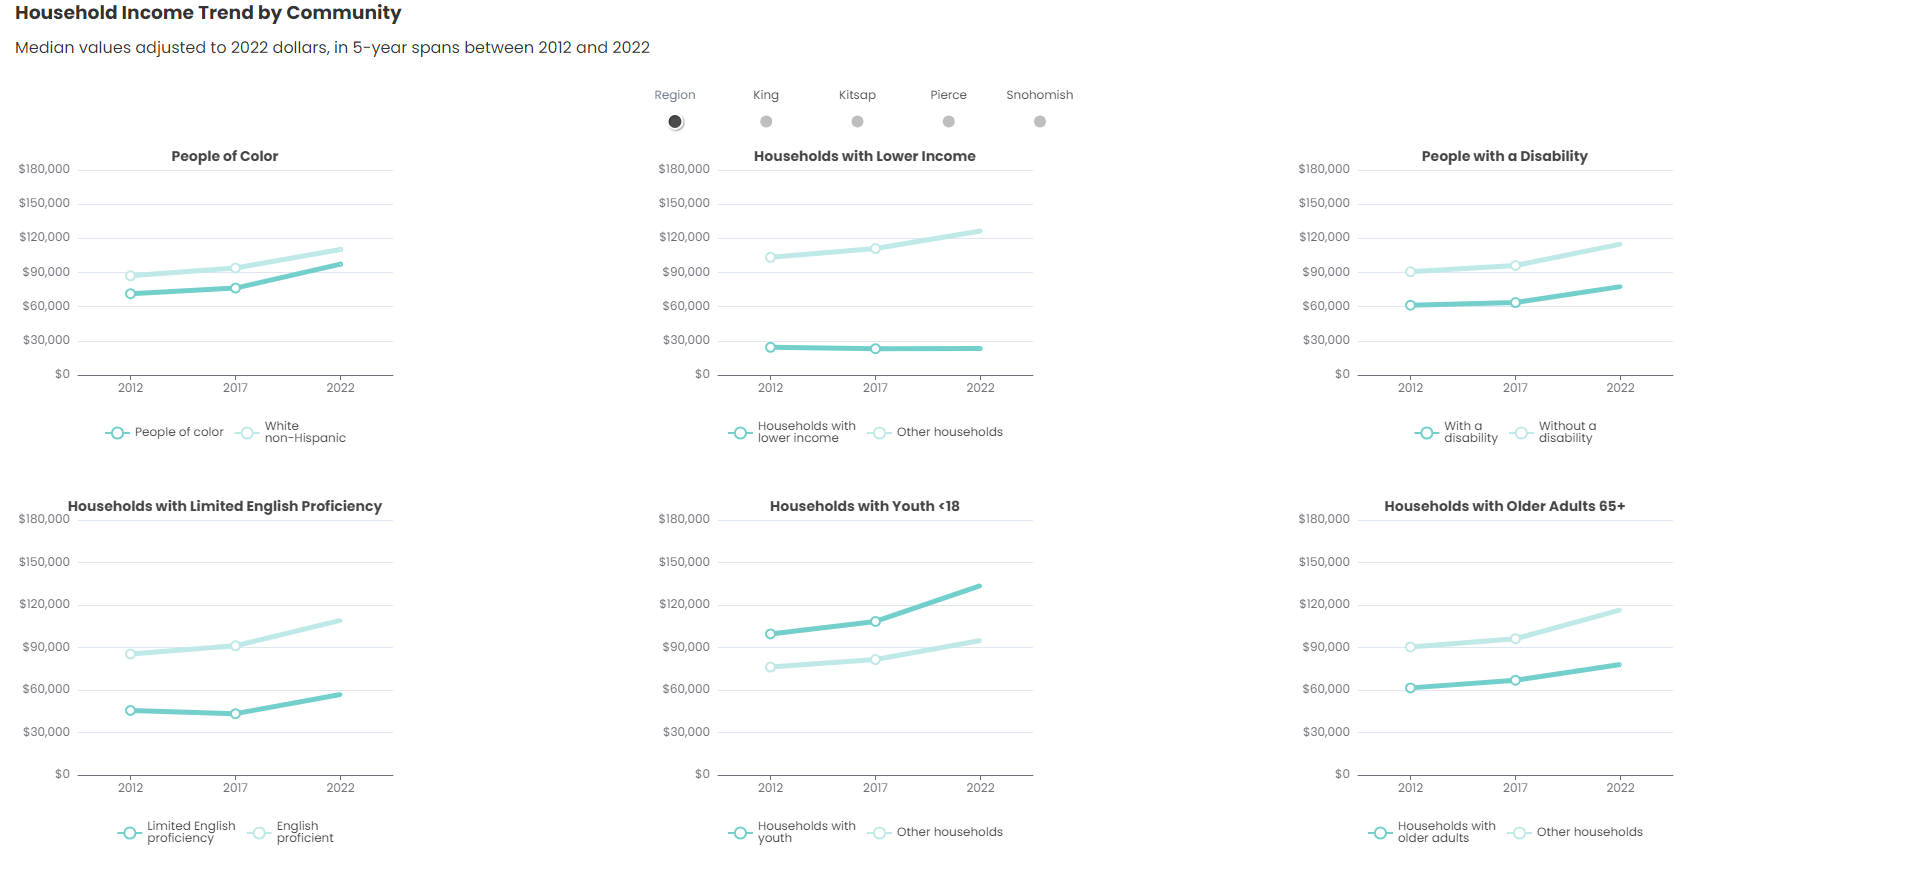 Household Income Trend by Community
Median values adjusted to 2022 dollars, in 5-year spans between 2012 and 2022
Region King Kitsap Pierce Snohomish
People of Color
$180,000
$150,000
$120,000
$90,000
$60,000
$30,000
$0
2012 2017 2022
People of color
White
non-Hispanic
Households with Lower Income
$180,000
$150,000
$120,000
$90,000
$60,000
$30,000
$0
2012 2017 2022
Households with
lower income
Other households
People with a Disability
$180,000
$150,000
$120,000
$90,000
$60,000
$30,000
$0
2012 2017 2022
With a
disability
Without a
disability
Households with Limited English Proficiency
$180,000
$150,000
$120,000
$90,000
$60,000
$30,000
$0
2012 2017 2022
Limited English
proficiency
English
proficient
Households with Youth <18
$180,000
$150,000
$120,000
$90,000
$60,000
$30,000
$0
2012 2017 2022
Households with
youth
Other households
Households with Older Adults 65+
$180,000
$150,000
$120,000
$90,000
$60,000
$30,000
$0
2012 2017 2022
Households with
older adults
Other households